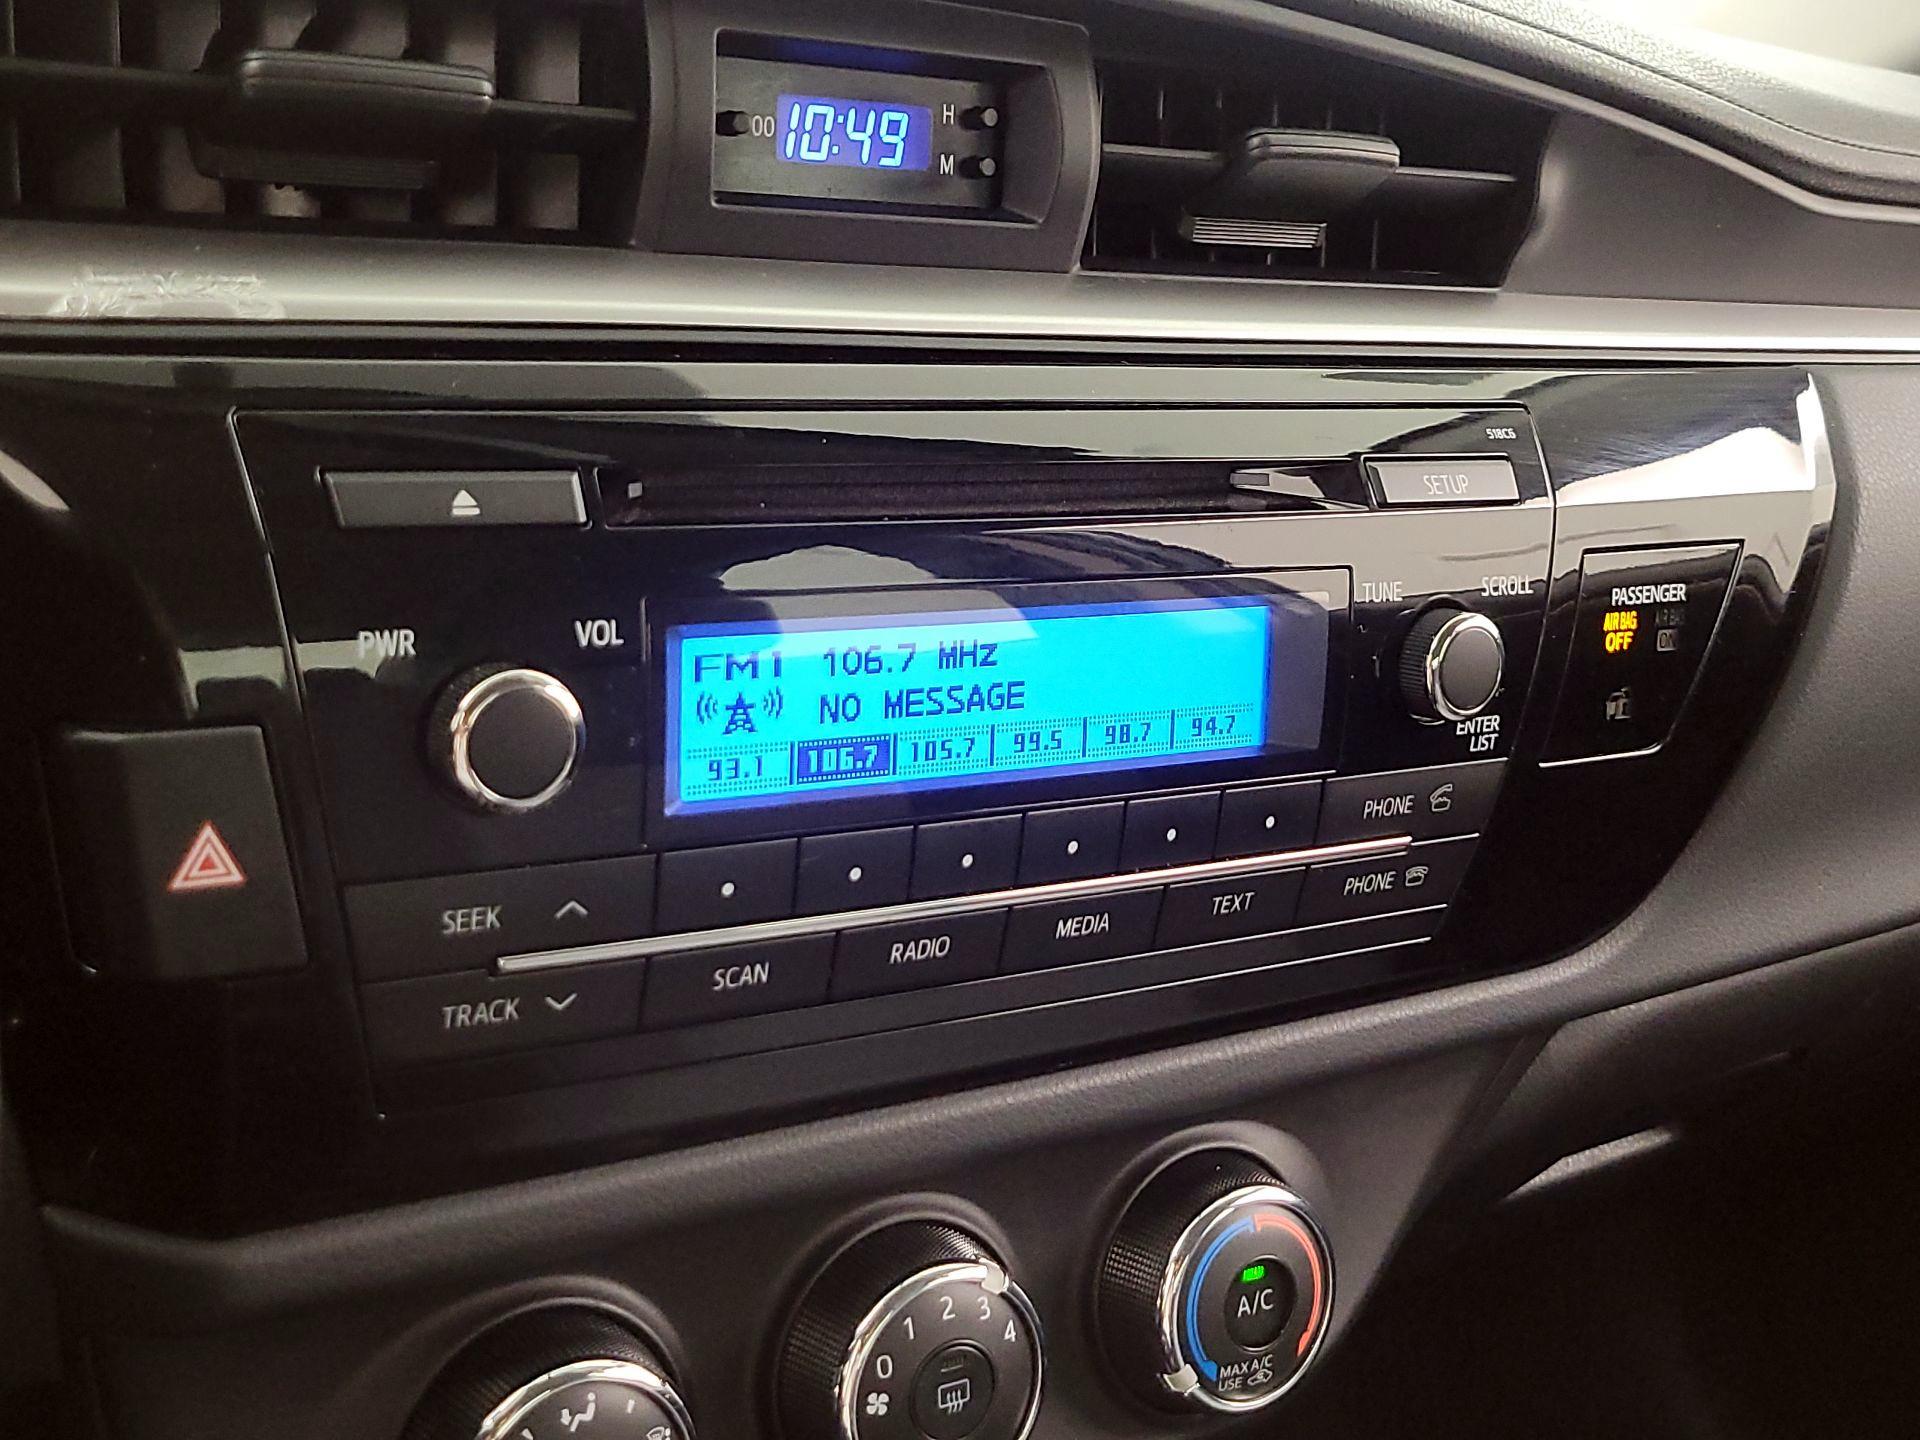 00 10:49 H
M
518C6
SETUP
PWR VOL
TUNE SCROLL
FM1 106.7 MHz
NO MESSAGE
93.1 106.7 105.7 99.5 98.7 94.7
ENTER
LIST
PASSENGER
AIR BAG
OFF
AIR BAG
ON
PHONE
SEEK
TRACK
SCAN
RADIO
MEDIA
TEXT
PHONE
0 1 2 3 4
A/C
MAX A/C
USE